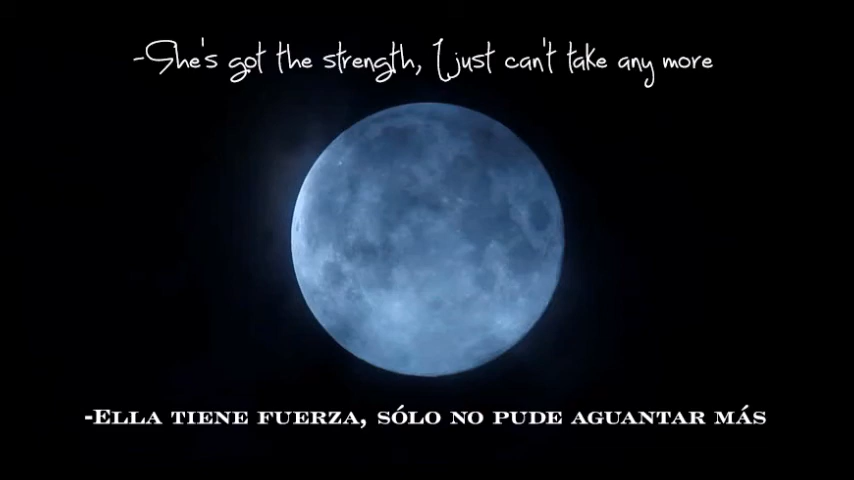 -She's got the strength, I just can't take any more
-Ella tiene fuerza, sólo no pude aguantar más